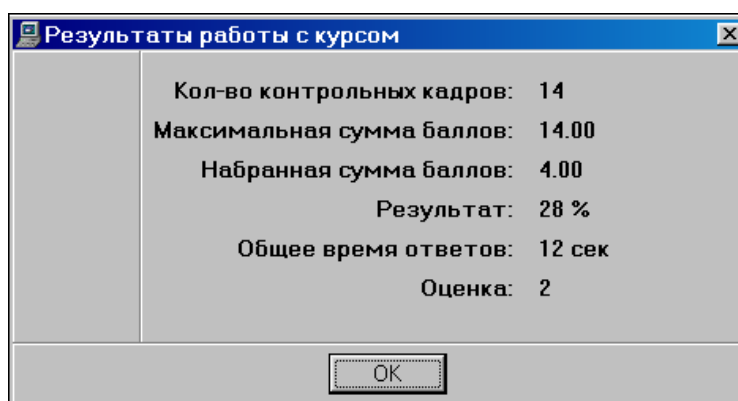 Результаты работы с курсом
Кол-во контрольных кадров: 14
Максимальная сумма баллов: 14.00
Набранная сумма баллов: 4.00
Результат: 28 %
Общее время ответов: 12 сек
Оценка: 2
OK